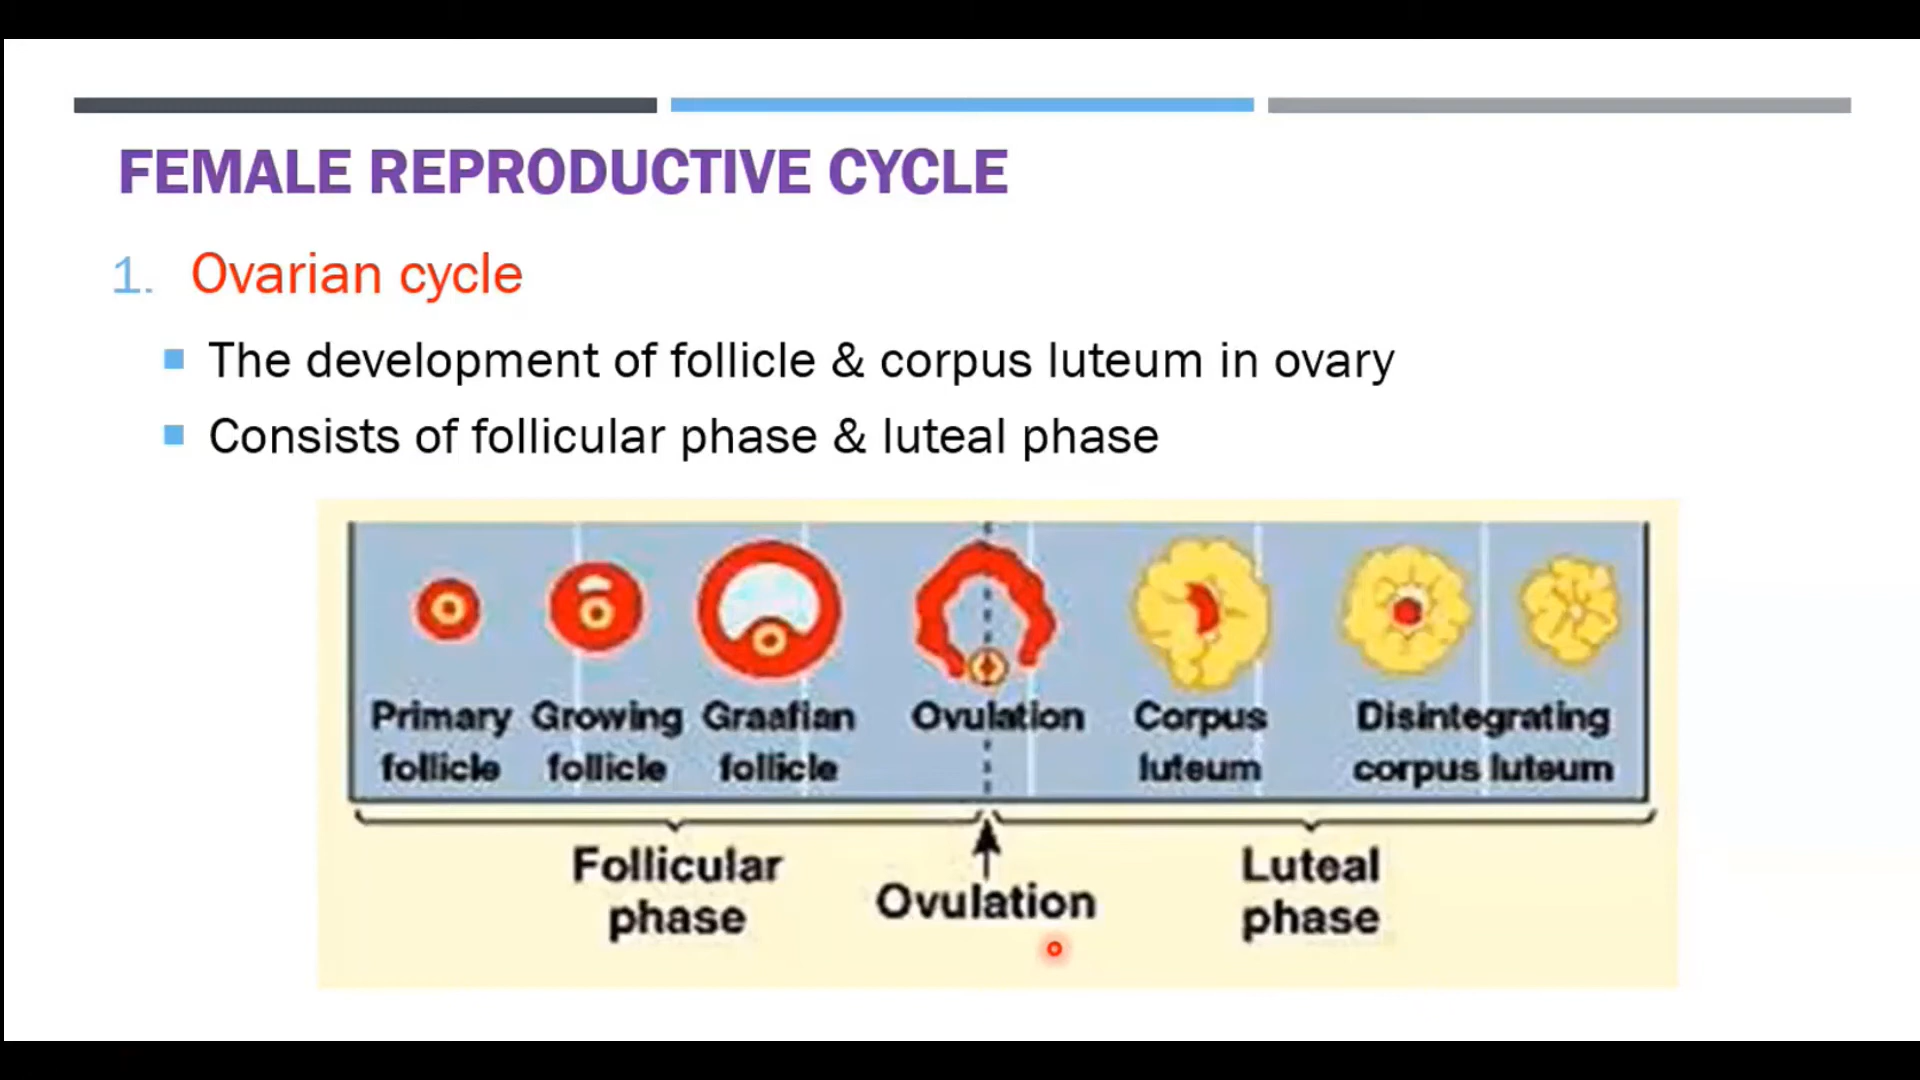 FEMALE REPRODUCTIVE CYCLE
1. Ovarian cycle
The development of follicle & corpus luteum in ovary
Consists of follicular phase & luteal phase
Primary follicle
Growing follicle
Graafian follicle
Ovulation
Corpus luteum
Disintegrating corpus luteum
Follicular phase
Ovulation
Luteal phase